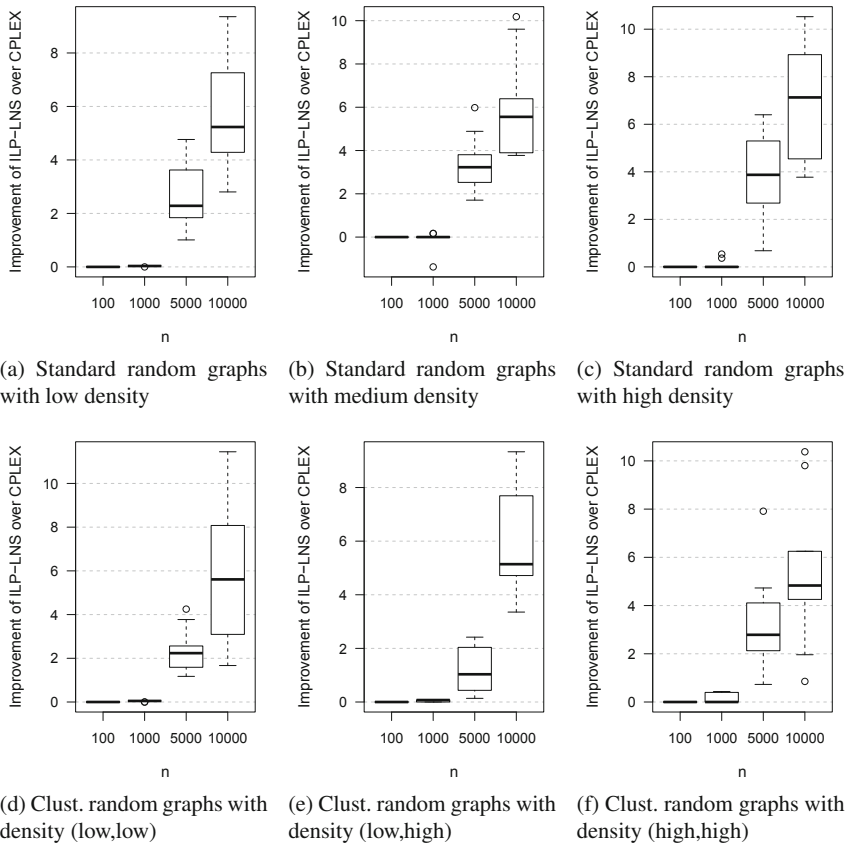 Improvement of ILP−LNS over CPLEX
8
6
4
2
0
100 1000 5000 10000
n
(a) Standard random graphs
with low density
Improvement of ILP−LNS over CPLEX
10
8
6
4
2
0
100 1000 5000 10000
n
(b) Standard random graphs
with medium density
Improvement of ILP−LNS over CPLEX
10
8
6
4
2
0
100 1000 5000 10000
n
(c) Standard random graphs
with high density
Improvement of ILP−LNS over CPLEX
10
8
6
4
2
0
100 1000 5000 10000
n
(d) Clust. random graphs with
density (low,low)
Improvement of ILP−LNS over CPLEX
8
6
4
2
0
100 1000 5000 10000
n
(e) Clust. random graphs with
density (low,high)
Improvement of ILP−LNS over CPLEX
10
8
6
4
2
0
100 1000 5000 10000
n
(f) Clust. random graphs with
density (high,high)